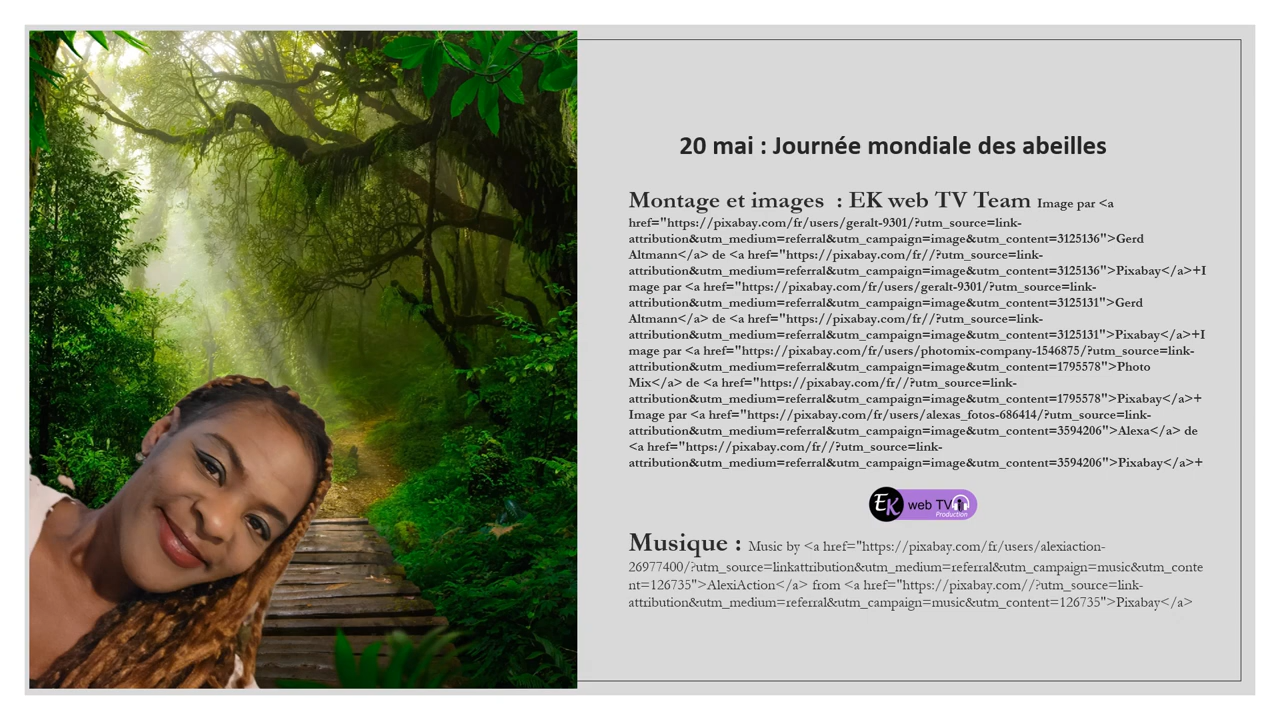 20 mai : Journée mondiale des abeilles
Montage et images : EK web TV Team Image par <a
href="https://pixabay.com/fr/users/geralt-9301/?utm_source=link-
attribution&utm_medium=referral&utm_campaign=image&utm_content=3125136">Gerd
Altmann</a> de <a href="https://pixabay.com/fr//?utm_source=link-
attribution&utm_medium=referral&utm_campaign=image&utm_content=3125136">Pixabay</a>+I
mage par <a href="https://pixabay.com/fr/users/geralt-9301/?utm_source=link-
attribution&utm_medium=referral&utm_campaign=image&utm_content=3125131">Gerd
Altmann</a> de <a href="https://pixabay.com/fr//?utm_source=link-
attribution&utm_medium=referral&utm_campaign=image&utm_content=3125131">Pixabay</a>+I
mage par <a href="https://pixabay.com/fr/users/photomix-company-1546875/?utm_source=link-
attribution&utm_medium=referral&utm_campaign=image&utm_content=1795578">Photo
Mix</a> de <a href="https://pixabay.com/fr//?utm_source=link-
attribution&utm_medium=referral&utm_campaign=image&utm_content=1795578">Pixabay</a>+
Image par <a href="https://pixabay.com/fr/users/alexas_fotos-686414/?utm_source=link-
attribution&utm_medium=referral&utm_campaign=image&utm_content=3594206">Alexa</a> de
<a href="https://pixabay.com/fr//?utm_source=link-
attribution&utm_medium=referral&utm_campaign=image&utm_content=3594206">Pixabay</a>+
EK web TV
Production
Musique : Music by <a href="https://pixabay.com/fr/users/alexiaction-
26977400/?utm_source=linkattribution&utm_medium=referral&utm_campaign=music&utm_conte
nt=126735">AlexiAction</a> from <a href="https://pixabay.com//?utm_source=link-
attribution&utm_medium=referral&utm_campaign=music&utm_content=126735">Pixabay</a>